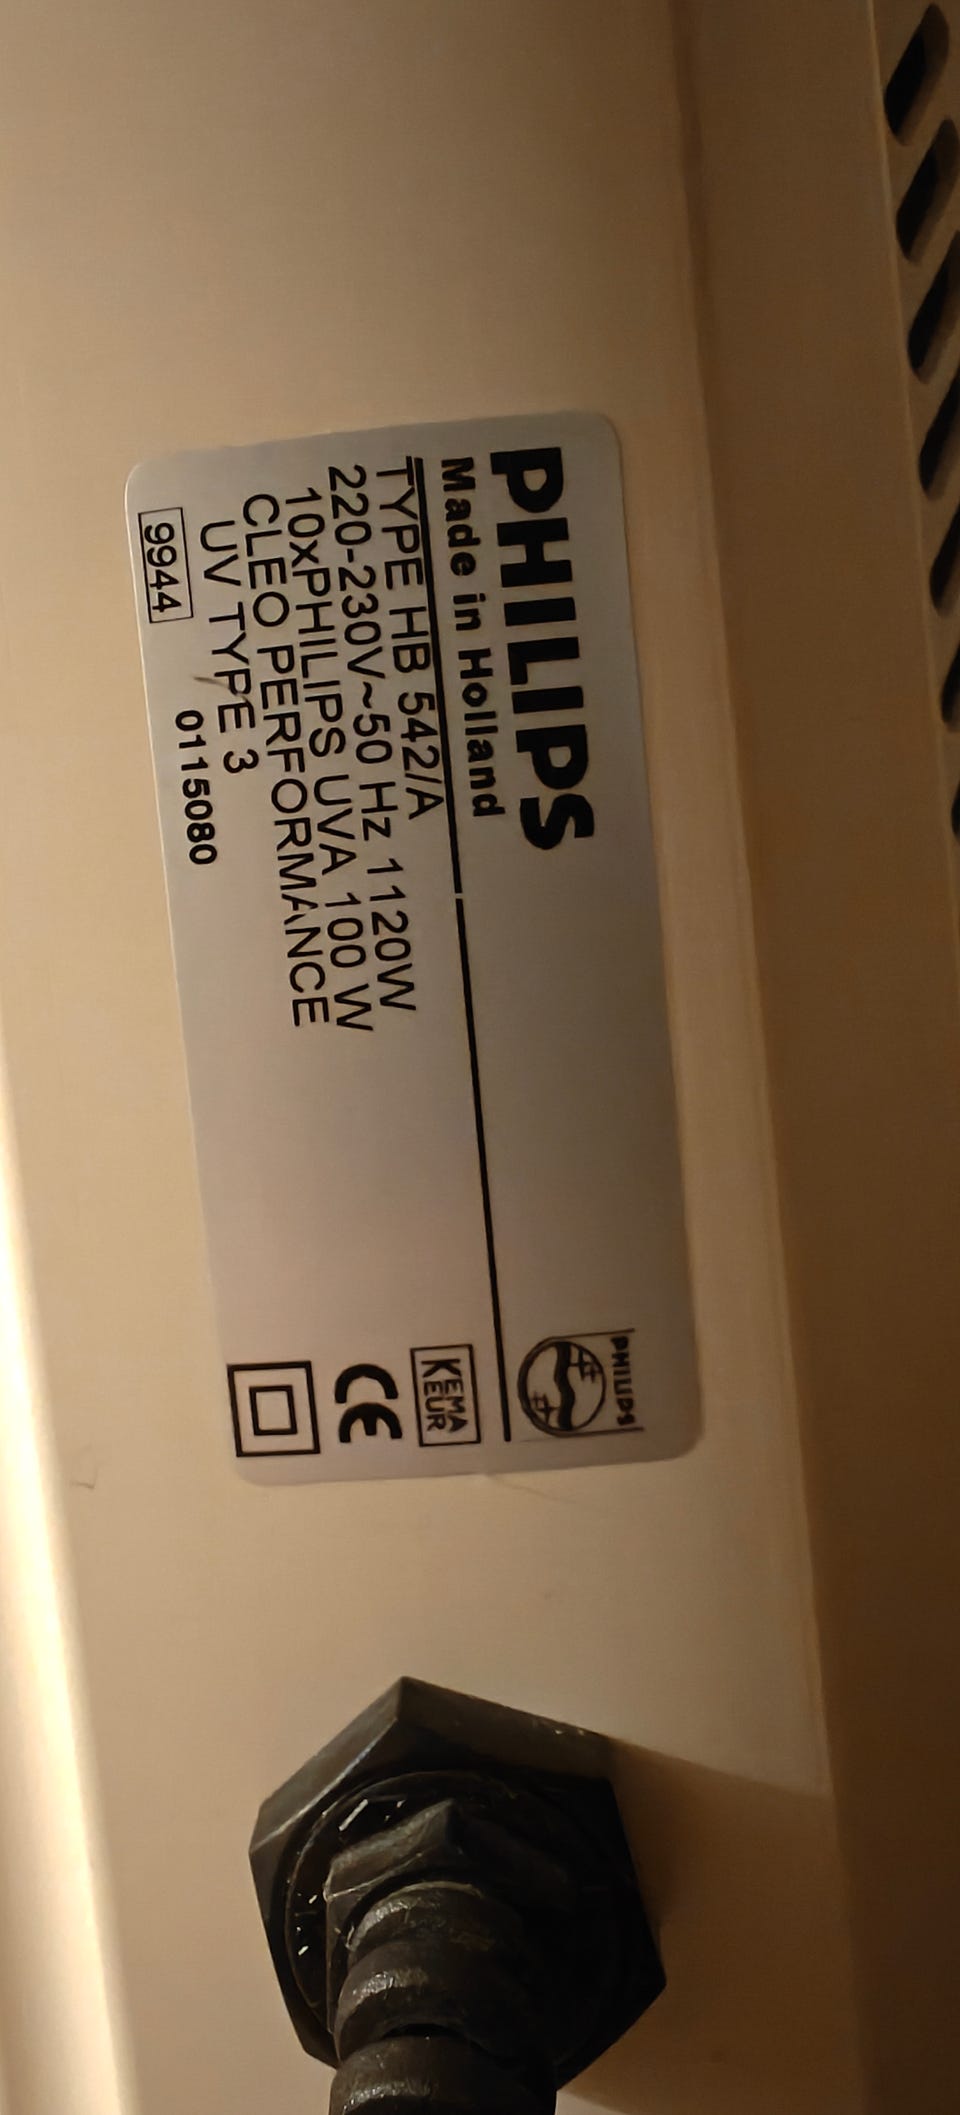 PHILIPS
Made in Holland
PHILIPS
TYPE HB 542/A
220-230V~50 Hz 1120W
10xPHILIPS UVA 100 W
CLEO PERFORMANCE
UV TYPE 3
9944
0115080
KEMA
KEUR
CE